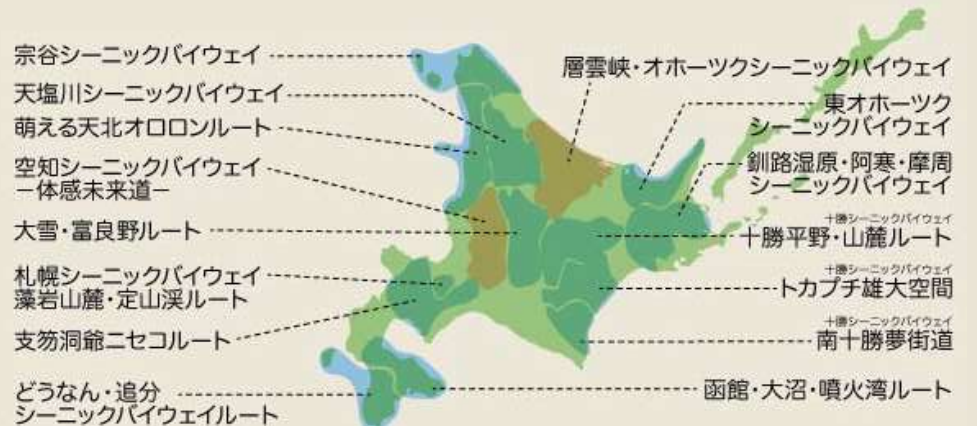 宗谷シーニックバイウェイ
天塩川シーニックバイウェイ
萌える天北オロロンルート
空知シーニックバイウェイ
−体感未来道−
大雪・富良野ルート
札幌シーニックバイウェイ
藻岩山麓・定山渓ルート
支笏洞爺ニセコルート
どうなん・追分
シーニックバイウェイルート
層雲峡・オホーツクシーニックバイウェイ
東オホーツク
シーニックバイウェイ
釧路湿原・阿寒・摩周
シーニックバイウェイ
十勝シーニックバイウェイ
十勝平野・山麓ルート
十勝シーニックバイウェイ
トカプチ雄大空間
十勝シーニックバイウェイ
南十勝夢街道
函館・大沼・噴火湾ルート